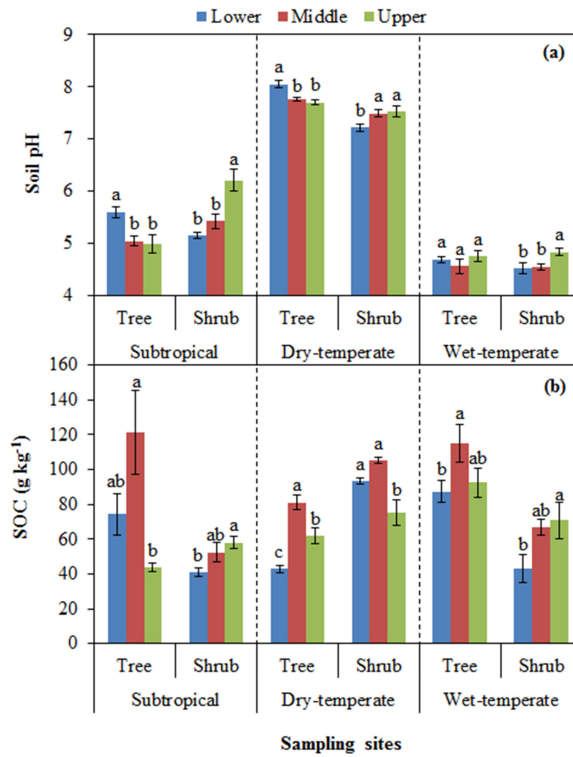 Lower Middle Upper
9 (a)
a
8 b b
a a
b
7
Soil pH
a
6 a
b b b b
5 a a a b b a
4
Tree Shrub Tree Shrub Tree Shrub
Subtropical Dry-temperate Wet-temperate
160
(b)
140 a
120 a
a a
100 ab
ab b
80 a b ab a
SOC (g kg-1)
60 ab a b
b b c b
40
20
0
Tree Shrub Tree Shrub Tree Shrub
Subtropical Dry-temperate Wet-temperate
Sampling sites